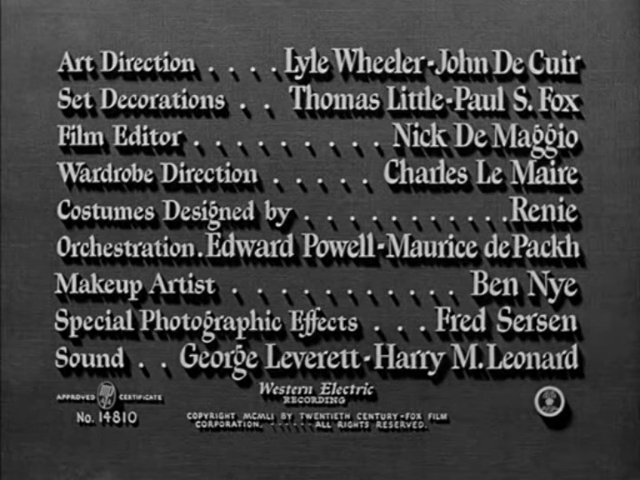 Art Direction . . . . Lyle Wheeler-John De Cuir
Set Decorations . . Thomas Little-Paul S. Fox
Film Editor . . . . . . . . . Nick De Maggio
Wardrobe Direction . . . . . Charles Le Maire
Costumes Designed by . . . . . . . . . . . Renie
Orchestration. Edward Powell-Maurice dePackh
Makeup Artist . . . . . . . . . . . Ben Nye
Special Photographic Effects . . . Fred Sersen
Sound . . George Leverett-Harry M. Leonard
APPROVED CERTIFICATE
No. 14810
Western Electric
RECORDING
COPYRIGHT MCMLI BY TWENTIETH CENTURY-FOX FILM
CORPORATION. . . . . . . ALL RIGHTS RESERVED.